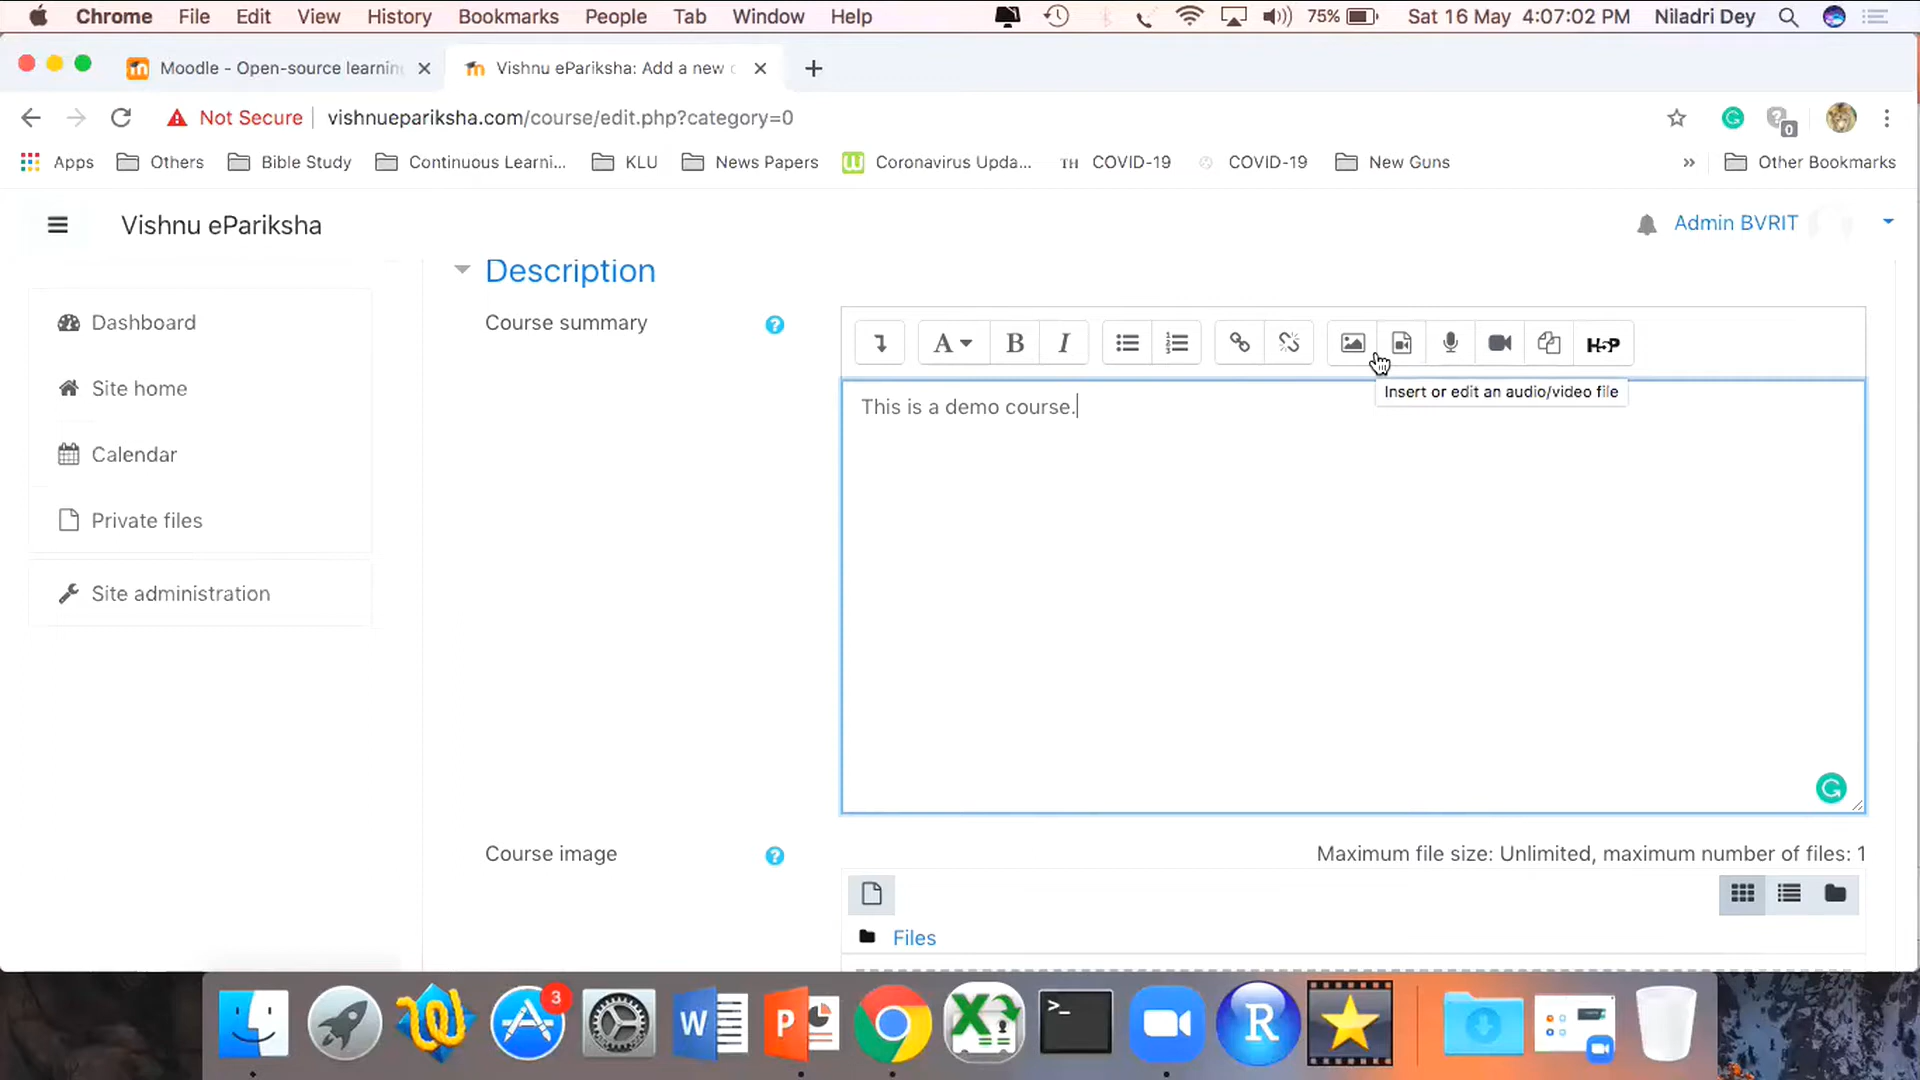 Chrome File Edit View History Bookmarks People Tab Window Help 75% Sat 16 May 4:07:02 PM Niladri Dey
Moodle - Open-source learnin Vishnu ePariksha: Add a new
Not Secure vishnuepariksha.com/course/edit.php?category=0 0
Apps Others Bible Study Continuous Learni... KLU News Papers Coronavirus Upda... TH COVID-19 COVID-19 New Guns » Other Bookmarks
Vishnu ePariksha Admin BVRIT
Description
Dashboard
Site home
Calendar
Private files
Site administration
Course summary ?
A B I H5P
Insert or edit an audio/video file
This is a demo course.
Course image ? Maximum file size: Unlimited, maximum number of files: 1
Files
3
W P X >_ R